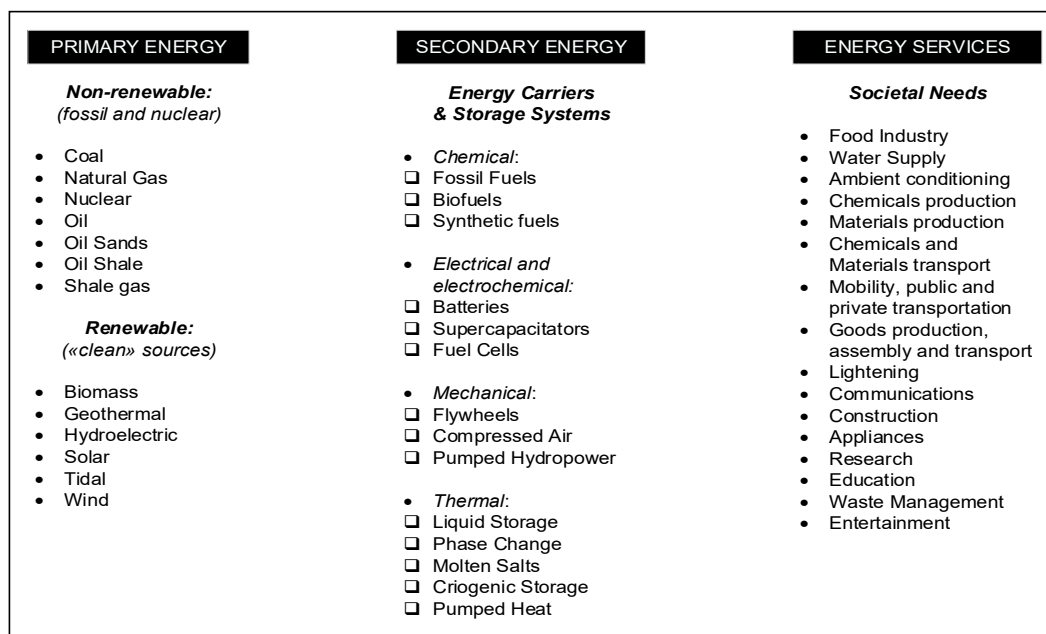 PRIMARY ENERGY
Non-renewable:
(fossil and nuclear)
• Coal
• Natural Gas
• Nuclear
• Oil
• Oil Sands
• Oil Shale
• Shale gas
Renewable:
(«clean» sources)
• Biomass
• Geothermal
• Hydroelectric
• Solar
• Tidal
• Wind
SECONDARY ENERGY
Energy Carriers
& Storage Systems
• Chemical:
❑ Fossil Fuels
❑ Biofuels
❑ Synthetic fuels
• Electrical and
electrochemical:
❑ Batteries
❑ Supercapacitators
❑ Fuel Cells
• Mechanical:
❑ Flywheels
❑ Compressed Air
❑ Pumped Hydropower
• Thermal:
❑ Liquid Storage
❑ Phase Change
❑ Molten Salts
❑ Criogenic Storage
❑ Pumped Heat
ENERGY SERVICES
Societal Needs
• Food Industry
• Water Supply
• Ambient conditioning
• Chemicals production
• Materials production
• Chemicals and
Materials transport
• Mobility, public and
private transportation
• Goods production,
assembly and transport
• Lightening
• Communications
• Construction
• Appliances
• Research
• Education
• Waste Management
• Entertainment